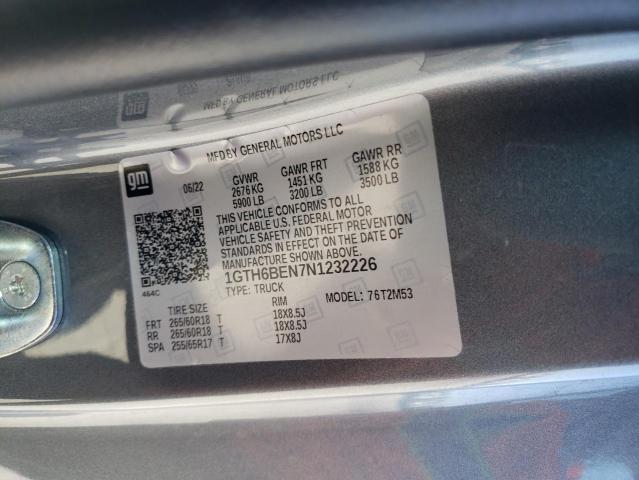 MFD BY GENERAL MOTORS LLC
gm
06/22
GVWR GAWR FRT GAWR RR
2676 KG 1451 KG 1588 KG
5900 LB 3200 LB 3500 LB
THIS VEHICLE CONFORMS TO ALL
APPLICABLE U.S. FEDERAL MOTOR
VEHICLE SAFETY AND THEFT PREVENTION
STANDARDS IN EFFECT ON THE DATE OF
MANUFACTURE SHOWN ABOVE.
1GTH6BEN7N1232226
464C
TYPE: TRUCK MODEL: 76T2M53
TIRE SIZE RIM
FRT 265/60R18 T 18X8.5J
RR 265/60R18 T 18X8.5J
SPA 255/65R17 T 17X8J